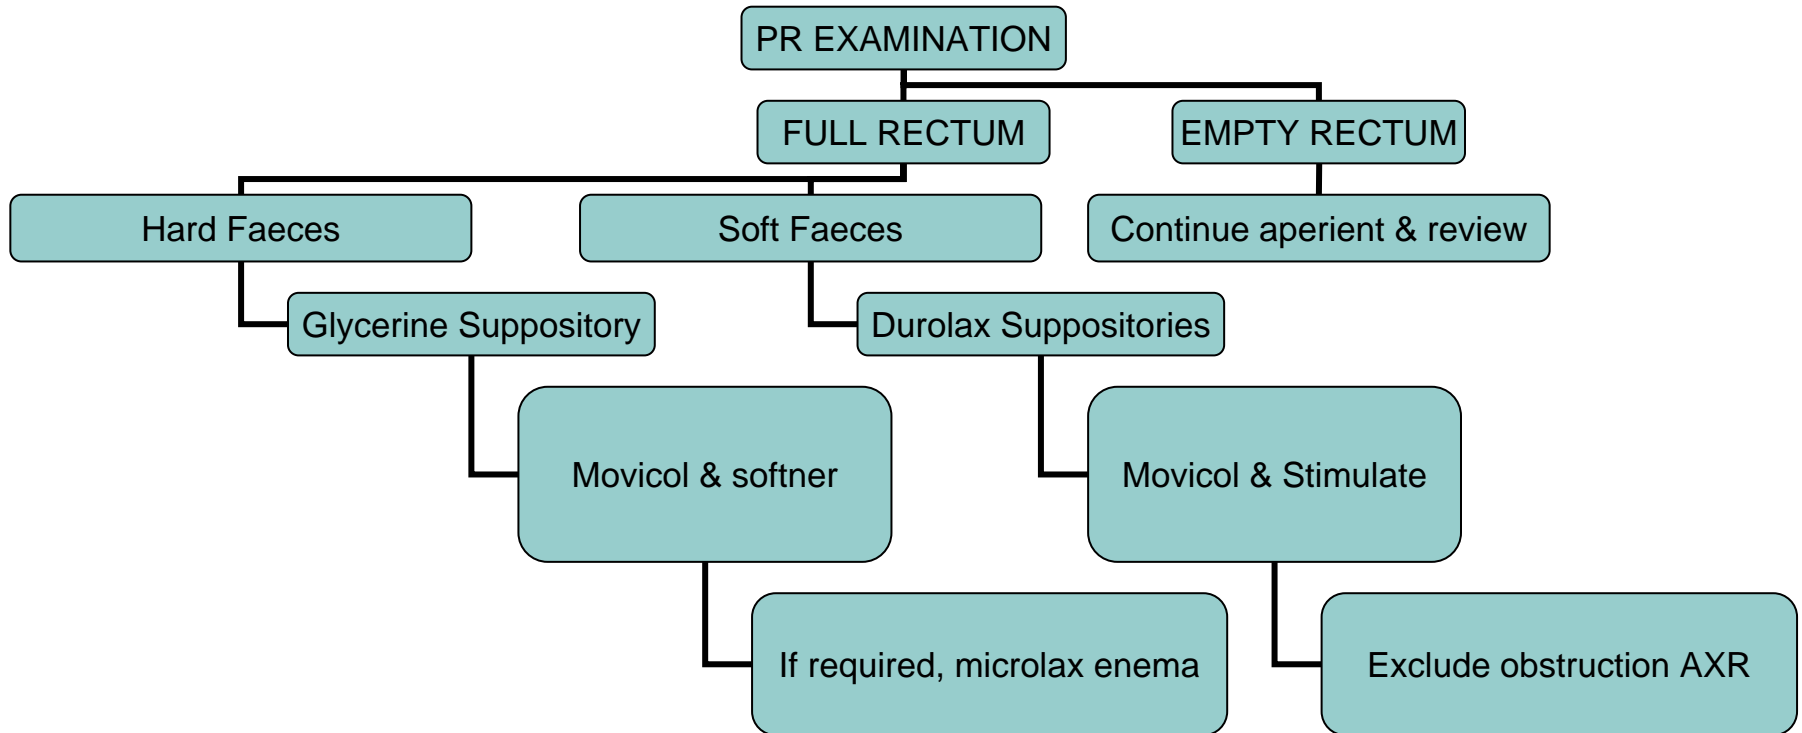 PR EXAMINATION
FULL RECTUM
EMPTY RECTUM
Hard Faeces
Soft Faeces
Continue aperient & review
Glycerine Suppository
Durolax Suppositories
Movicol & softner
Movicol & Stimulate
If required, microlax enema
Exclude obstruction AXR